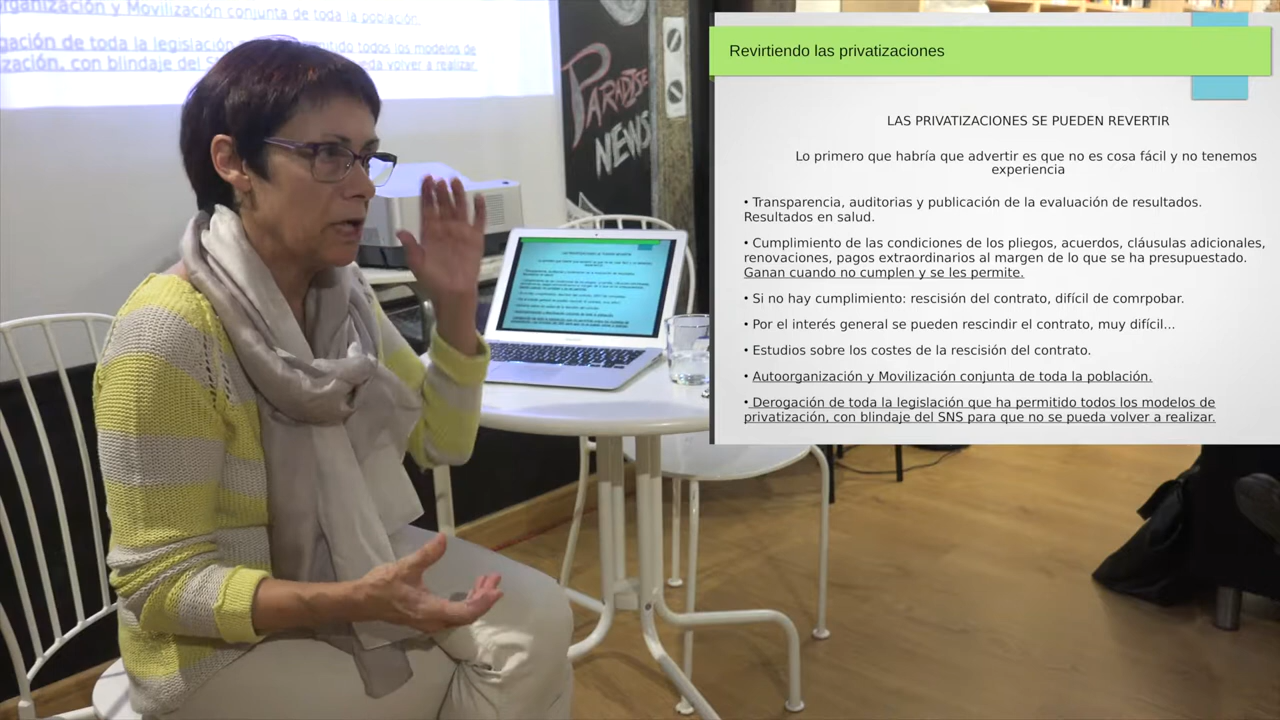 rganización y Movilización conjunta de toda la población.
gación de toda la legislación
mitido todos los modelos de
zación, con blindaje del SN
eda volver a realizar.
PARADISE
NEWS
Revirtiendo las privatizaciones
LAS PRIVATIZACIONES SE PUEDEN REVERTIR
Lo primero que habría que advertir es que no es cosa fácil y no tenemos
experiencia
• Transparencia, auditorias y publicación de la evaluación de resultados.
Resultados en salud.
• Cumplimiento de las condiciones de los pliegos, acuerdos, cláusulas adicionales,
renovaciones, pagos extraordinarios al margen de lo que se ha presupuestado.
Ganan cuando no cumplen y se les permite.
• Si no hay cumplimiento: rescisión del contrato, difícil de comrpobar.
• Por el interés general se pueden rescindir el contrato, muy difícil...
• Estudios sobre los costes de la rescisión del contrato.
• Autoorganización y Movilización conjunta de toda la población.
• Derogación de toda la legislación que ha permitido todos los modelos de
privatización, con blindaje del SNS para que no se pueda volver a realizar.